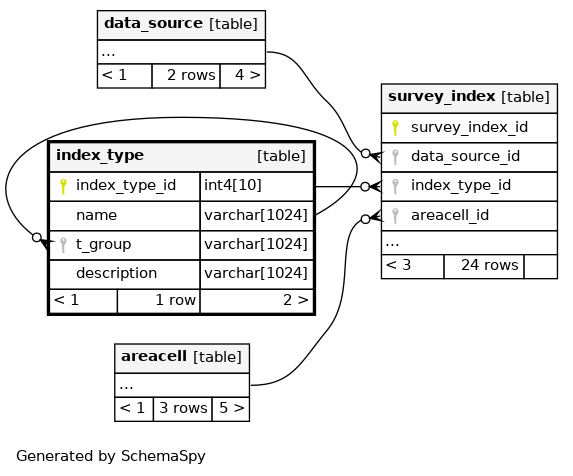 data_source [table]
...
< 1 2 rows 4 >
survey_index [table]
survey_index_id
data_source_id
index_type_id
areacell_id
...
< 3 24 rows
index_type [table]
index_type_id int4[10]
name varchar[1024]
t_group varchar[1024]
description varchar[1024]
< 1 1 row 2 >
areacell [table]
...
< 1 3 rows 5 >
Generated by SchemaSpy